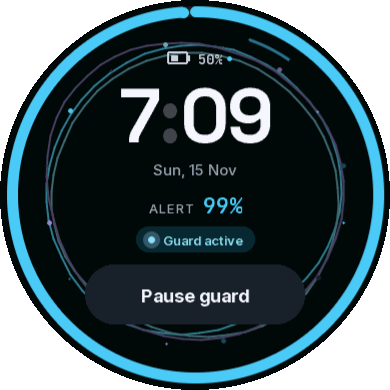 50%
7:09
Sun, 15 Nov
ALERT 99%
Guard active
Pause guard